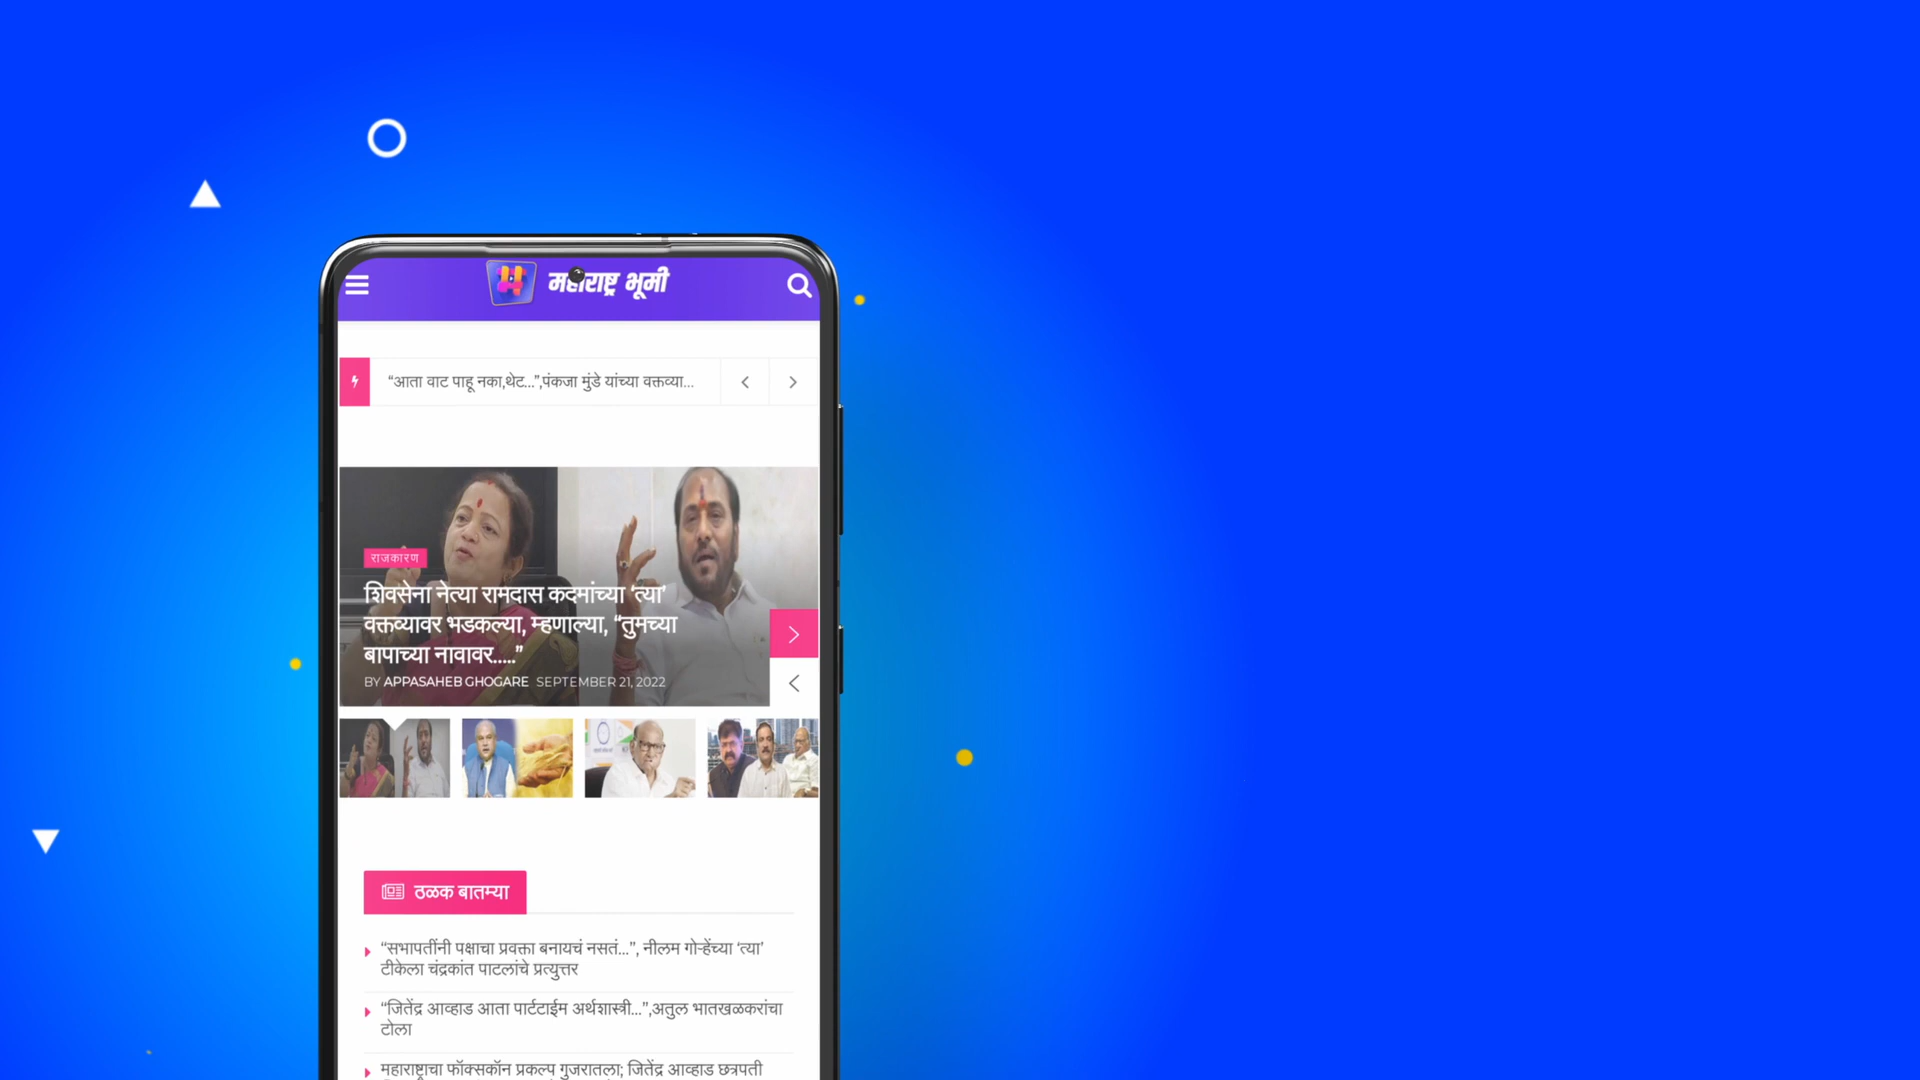 महाराष्ट्र भूमी
“आता वाट पाहू नका,थेट...”,पंकजा मुंडे यांच्या वक्तव्या...
राजकारण
शिवसेना नेत्या रामदास कदमांच्या ‘त्या’
वक्तव्यावर भडकल्या, म्हणाल्या, “तुमच्या
बापाच्या नावावर.....”
BY APPASAHEB GHOGARE SEPTEMBER 21, 2022
ठळक बातम्या
“सभापतींनी पक्षाचा प्रवक्ता बनायचं नसतं...”, नीलम गोऱ्हेंच्या ‘त्या’
टीकेला चंद्रकांत पाटलांचे प्रत्युत्तर
“जितेंद्र आव्हाड आता पार्टटाईम अर्थशास्त्री...”,अतुल भातखळकरांचा
टोला
महाराष्ट्राचा फॉक्सकॉन प्रकल्प गुजरातला; जितेंद्र आव्हाड छत्रपती